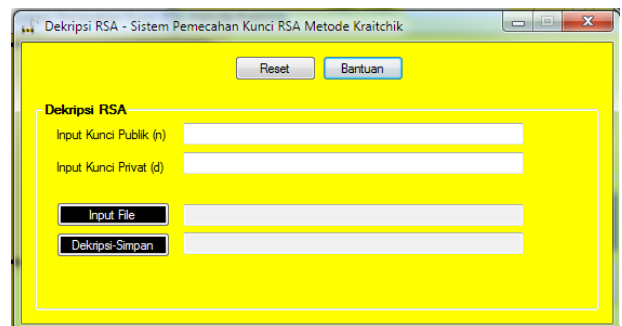 Dekripsi RSA - Sistem Pemecahan Kunci RSA Metode Kraitchik
Reset Bantuan
Dekripsi RSA
Input Kunci Publik (n)
Input Kunci Privat (d)
Input File
Dekripsi-Simpan